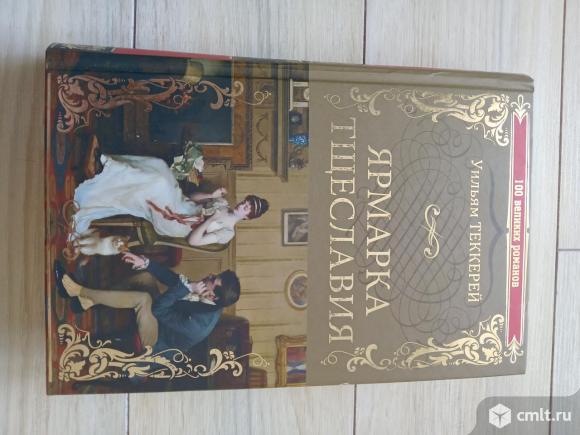 100 великих романов
Уильям ТЕККЕРЕЙ
ЯРМАРКА
ТЩЕСЛАВИЯ
cmlt.ru